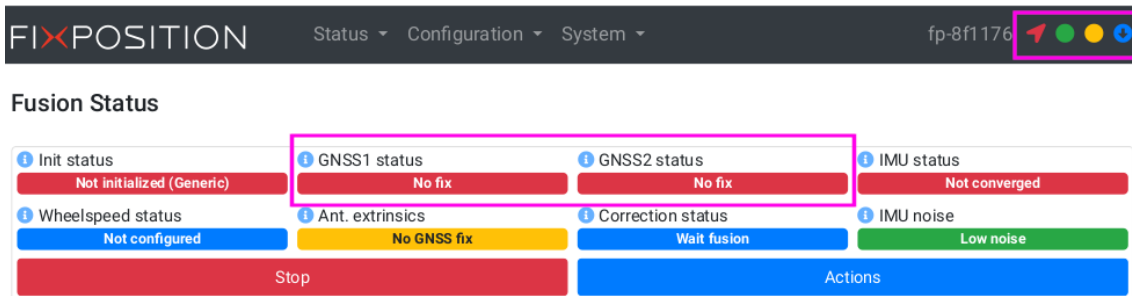 FIXPOSITION Status Configuration System fp-8f1176
Fusion Status
Init status GNSS1 status GNSS2 status IMU status
Not initialized (Generic) No fix No fix Not converged
Wheelspeed status Ant. extrinsics Correction status IMU noise
Not configured No GNSS fix Wait fusion Low noise
Stop Actions